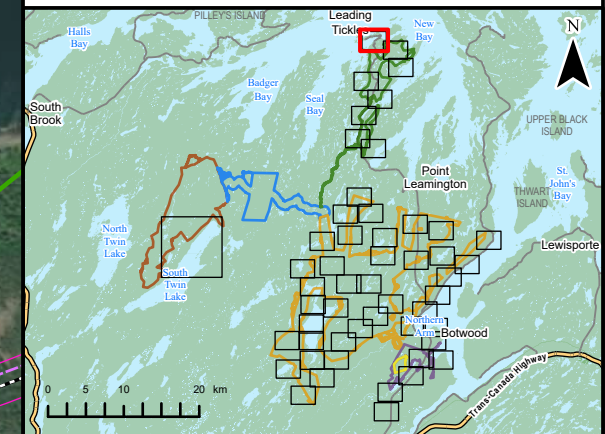 PILLEY'S ISLAND
Leading
Tickles
New
Bay
N
Halls
Bay
Badger
Bay
Seal
Bay
South
Brook
UPPER BLACK
ISLAND
Point
Leamington
St.
John's
Bay
THWART
ISLAND
North
Twin
Lake
Lewisporte
South
Twin
Lake
Northern
Arm
Botwood
Trans-Canada Highway
0 5 10 20 km